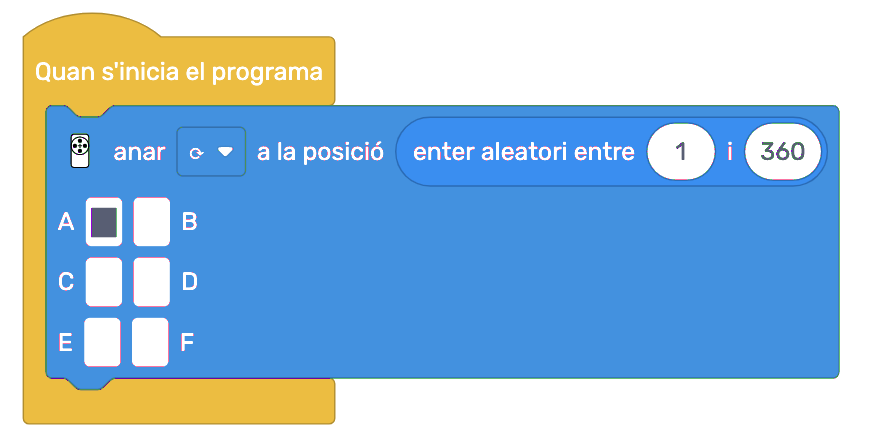 Quan s'inicia el programa
anar a la posició enter aleatori entre 1 i 360
A B
C D
E F